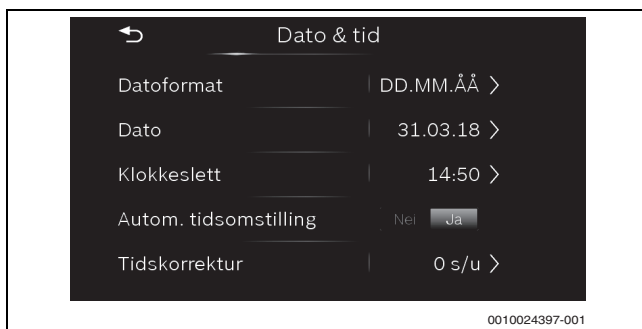 Dato & tid
Datoformat DD.MM.ÅÅ >
Dato 31.03.18 >
Klokkeslett 14:50 >
Autom. tidsomstilling Nei Ja
Tidskorrektur 0 s/u >
0010024397-001